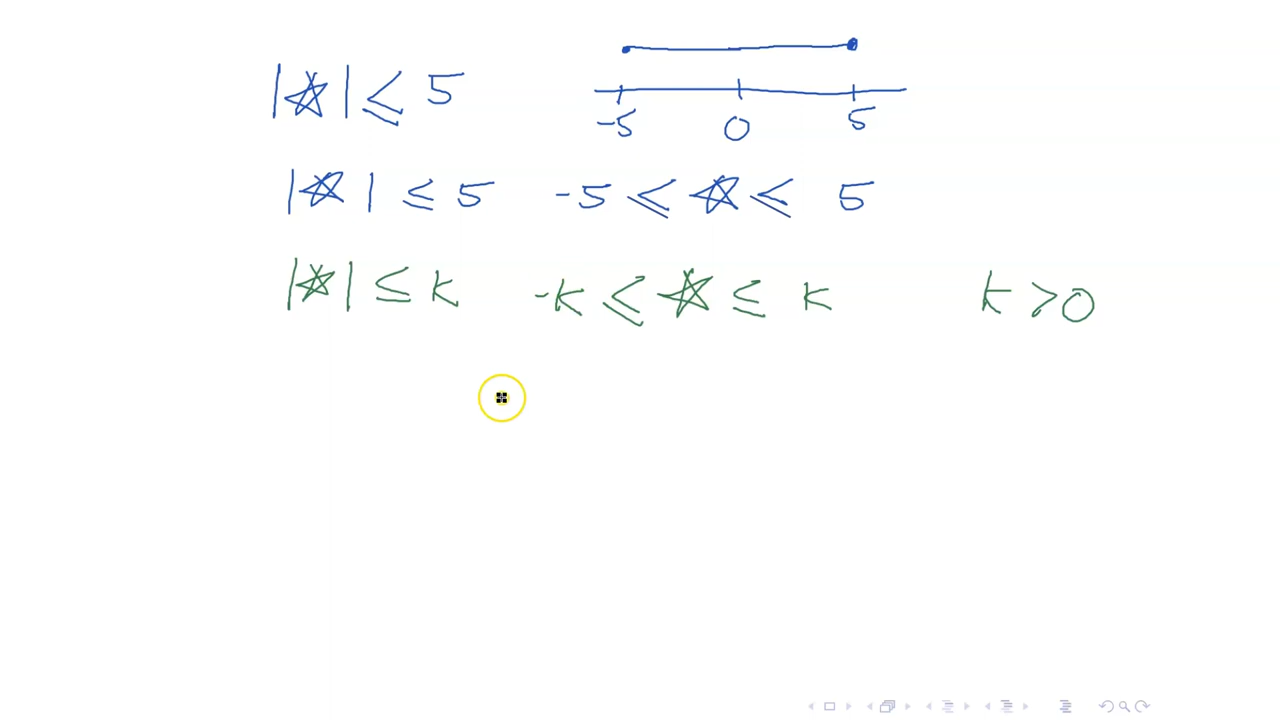 |☆| ≤ 5
-5 0 5
|☆| ≤ 5 -5 ≤ ☆ ≤ 5
|☆| ≤ k -k ≤ ☆ ≤ k k > 0